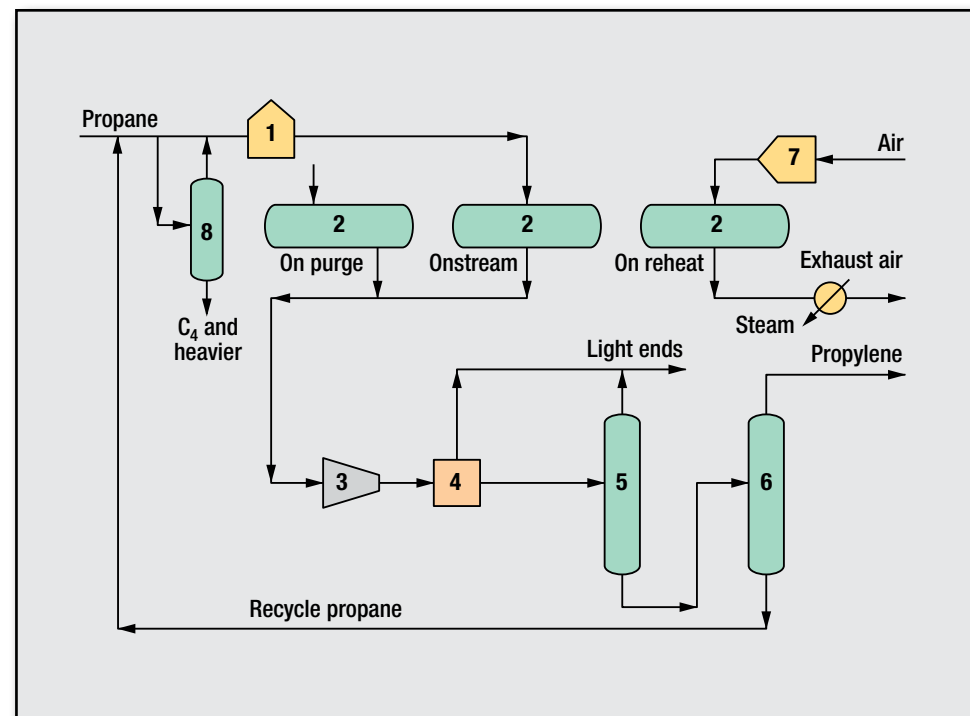 Propane
1
7
Air
8
2
2
2
On purge
Onstream
On reheat
Exhaust air
Steam
C₄ and
heavier
Light ends
Propylene
3
4
5
6
Recycle propane